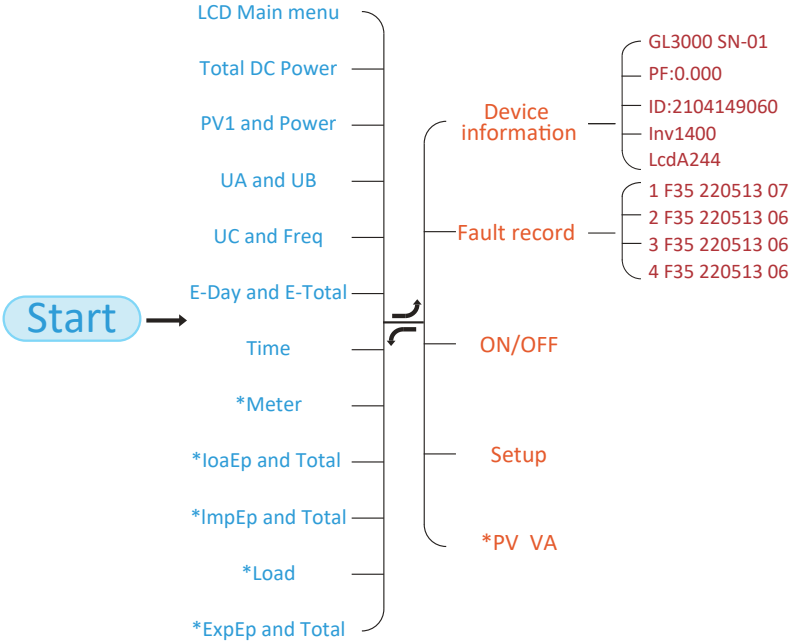 Start
LCD Main menu
Total DC Power
PV1 and Power
UA and UB
UC and Freq
E-Day and E-Total
Time
*Meter
*IoaEp and Total
*ImpEp and Total
*Load
*ExpEp and Total
Device
information
Fault record
ON/OFF
Setup
*PV VA
GL3000 SN-01
PF:0.000
ID:2104149060
Inv1400
LcdA244
1 F35 220513 07
2 F35 220513 06
3 F35 220513 06
4 F35 220513 06